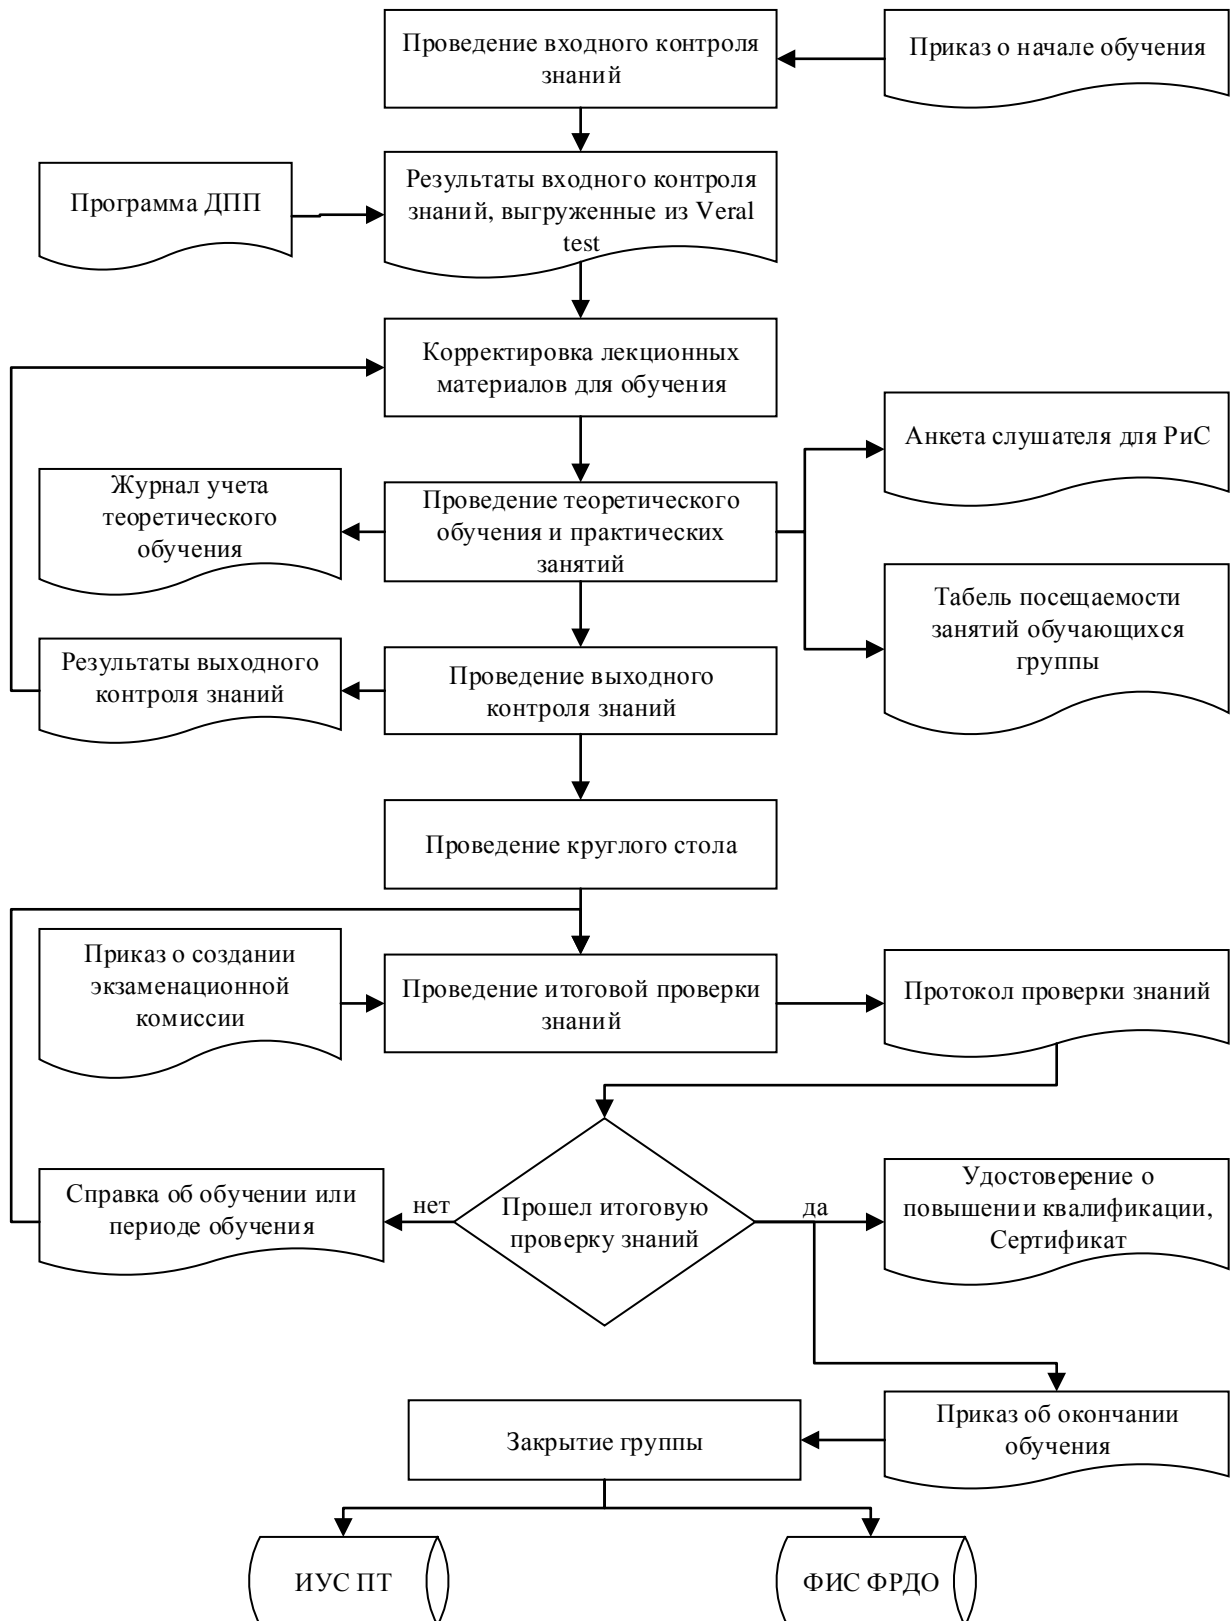 Проведение входного контроля
знаний
Приказ о начале обучения
Программа ДПП
Результаты входного контроля
знаний, выгруженные из Veral
test
Корректировка лекционных
материалов для обучения
Анкета слушателя для РиС
Журнал учета
теоретического
обучения
Проведение теоретического
обучения и практических
занятий
Табель посещаемости
занятий обучающихся
группы
Результаты выходного
контроля знаний
Проведение выходного
контроля знаний
Проведение круглого стола
Приказ о создании
экзаменационной
комиссии
Проведение итоговой проверки
знаний
Протокол проверки знаний
Справка об обучении или
периоде обучения
нет
Прошел итоговую
проверку знаний
да
Удостоверение о
повышении квалификации,
Сертификат
Закрытие группы
Приказ об окончании
обучения
ИУС ПТ
ФИС ФРДО